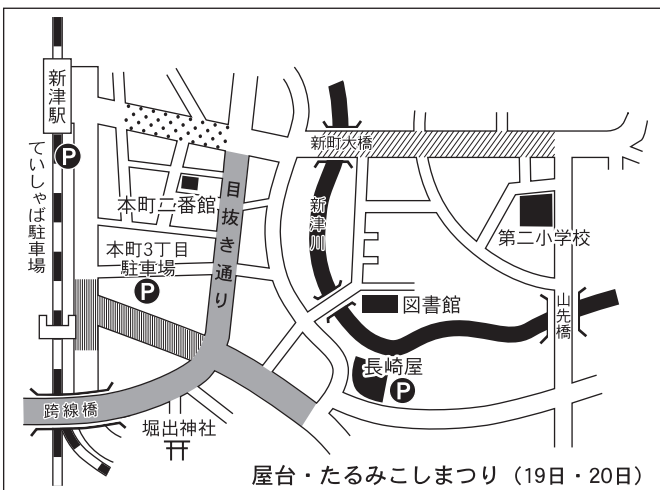 新津駅
P
ていしゃば駐車場
新町大橋
目抜き通り
本町二番館
新津川
第二小学校
本町3丁目
駐車場
P
図書館
山先橋
長崎屋
P
跨線橋
堀出神社
屋台・たるみこしまつり（19日・20日）